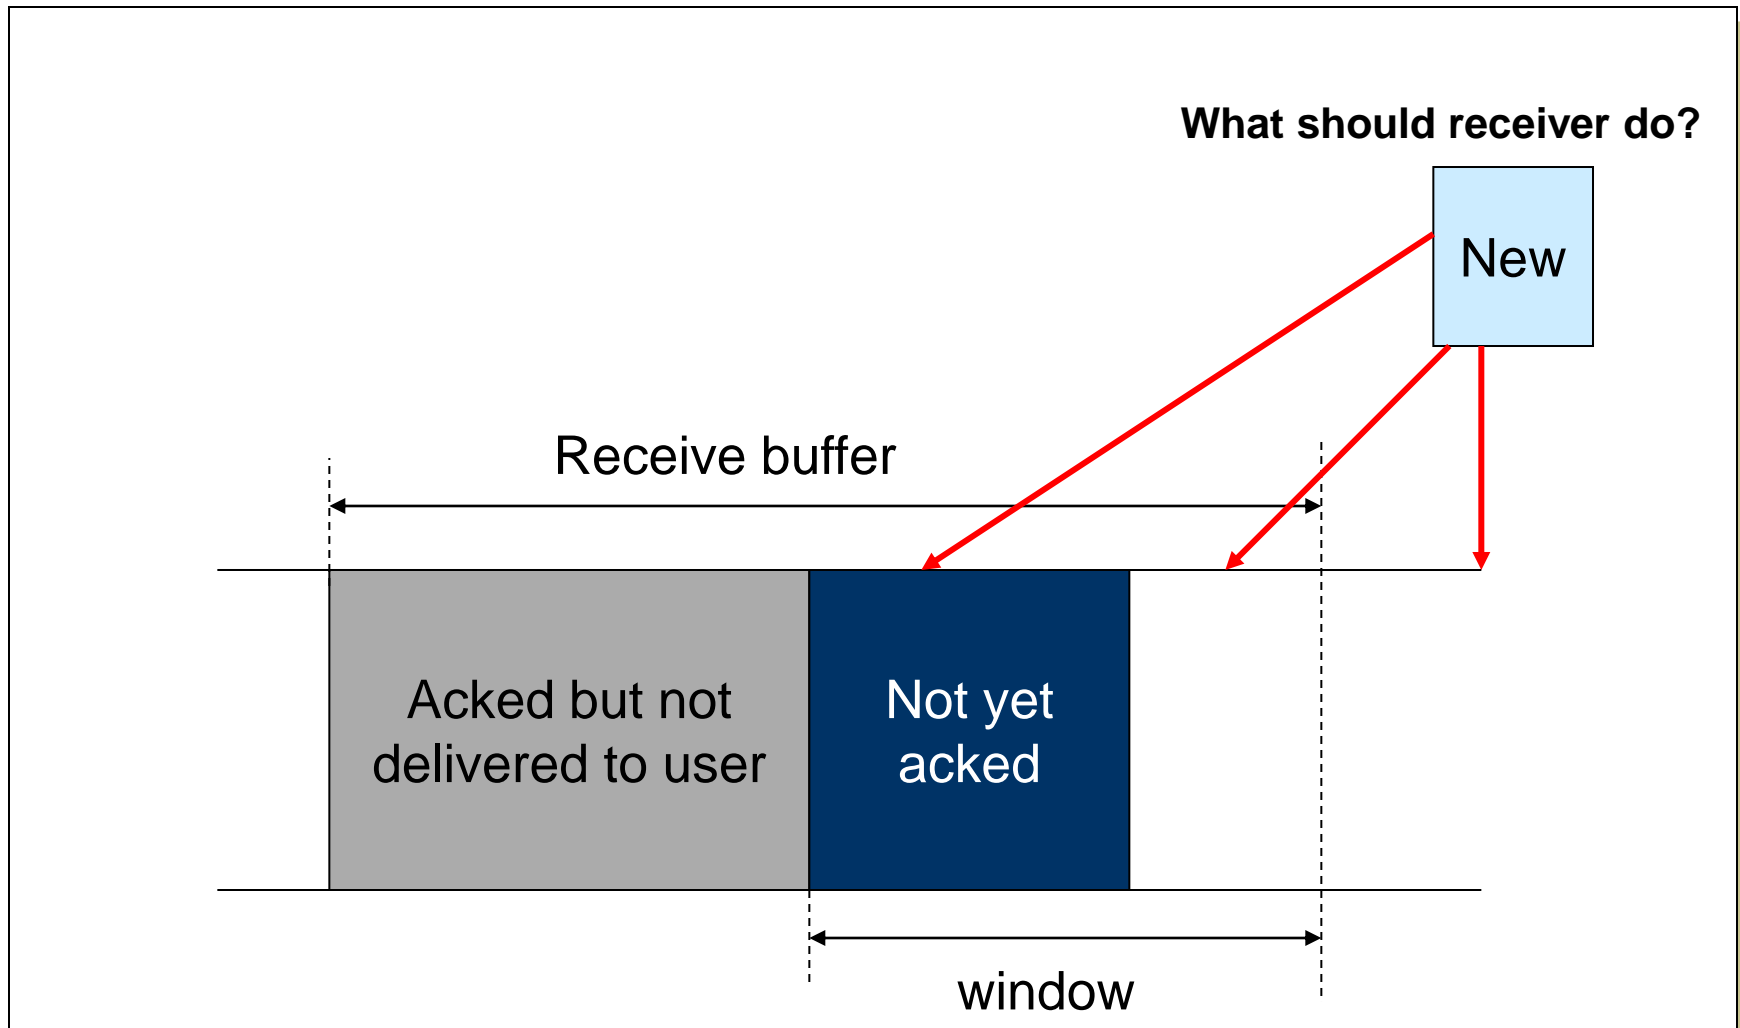 What should receiver do?
New
Receive buffer
Acked but not
delivered to user
Not yet
acked
window